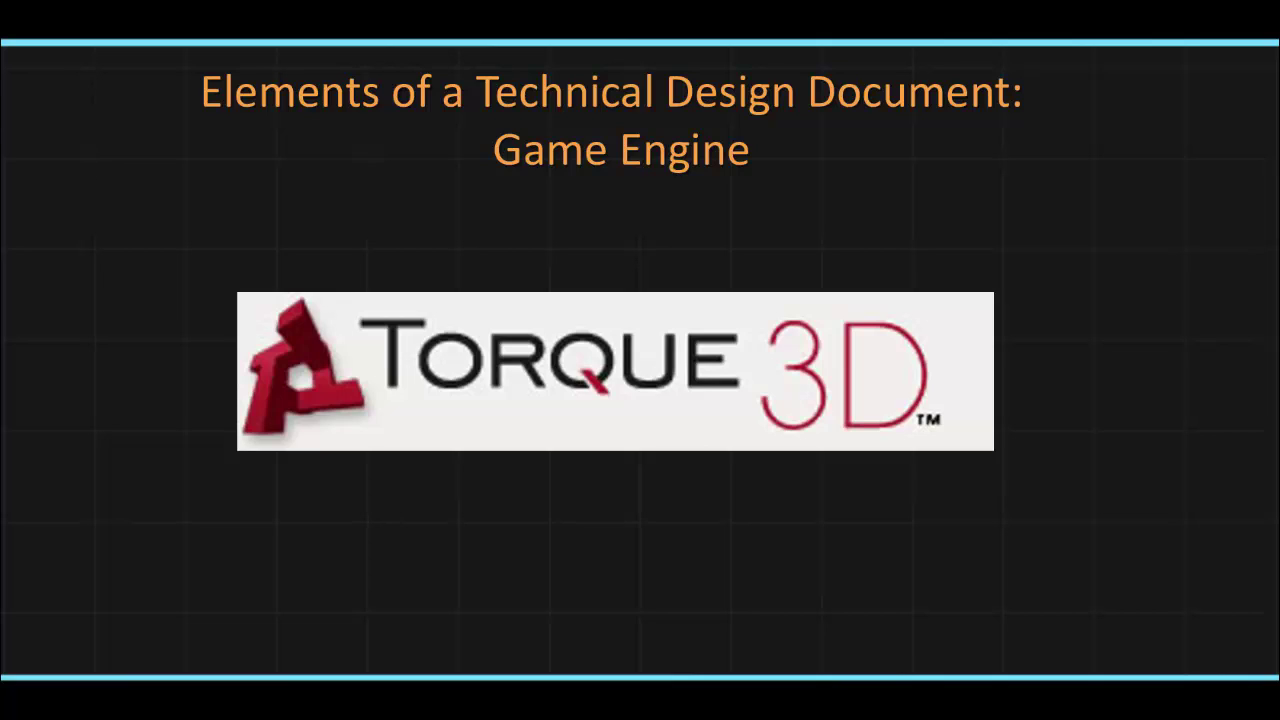 Elements of a Technical Design Document:
Game Engine
TORQUE 3D™